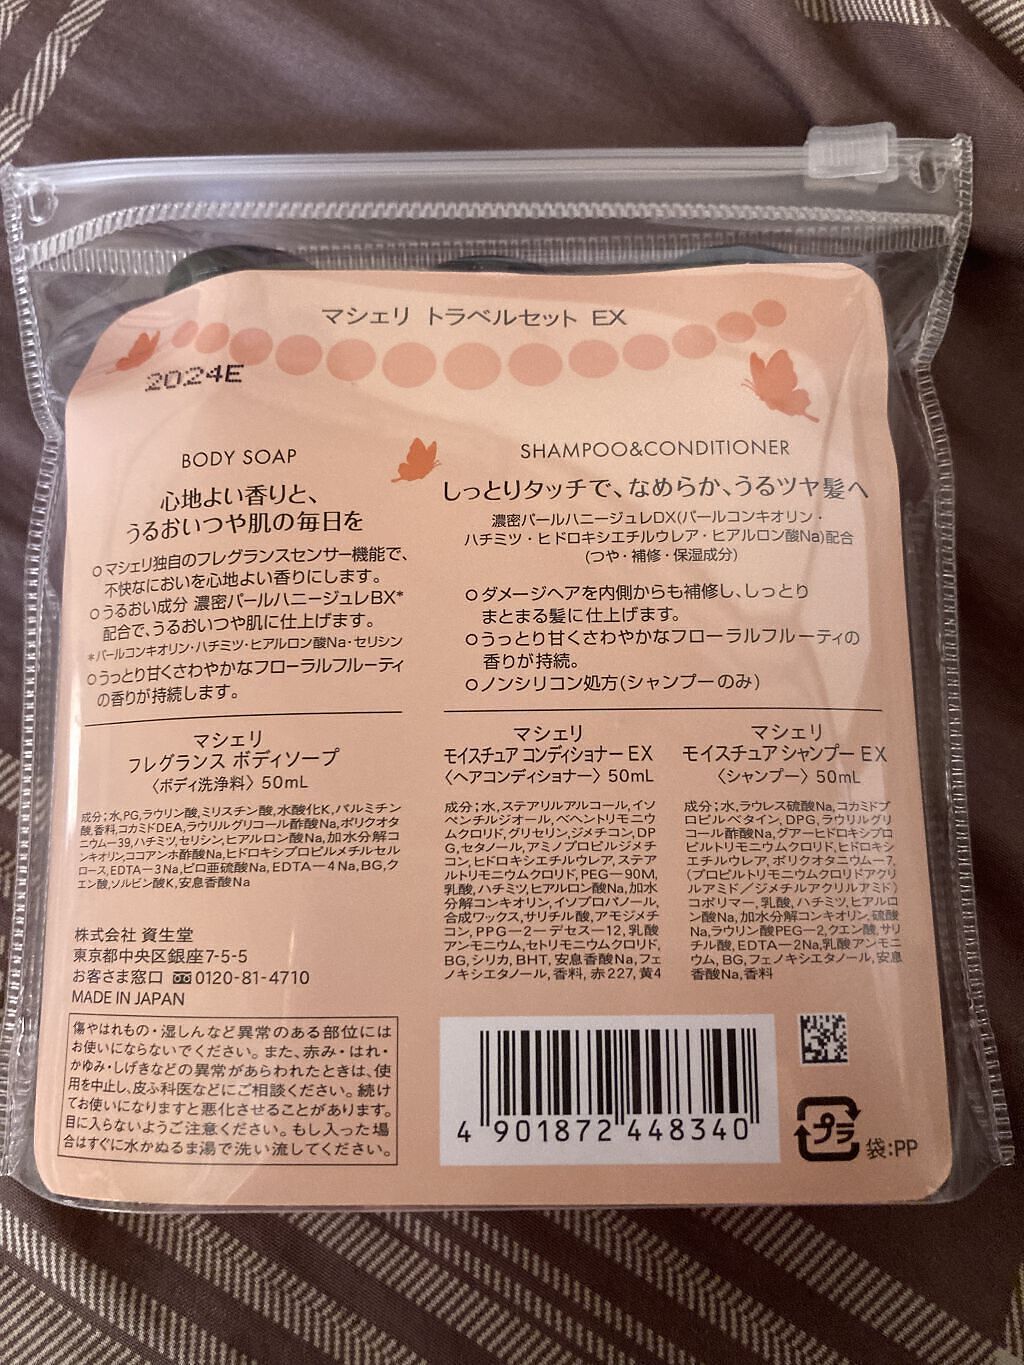 マシェリ トラベルセット EX
2024E
BODY SOAP
心地よい香りと、
うるおいつや肌の毎日を
○マシェリ独自のフレグランスセンサー機能で、
不快なにおいを心地よい香りにします。
○うるおい成分 濃密パールハニージュレBX*
配合で、うるおいつや肌に仕上げます。
*パールコンキオリン・ハチミツ・ヒアルロン酸Na・セリシン
○うっとり甘くさわやかなフローラルフルーティ
の香りが持続します。
SHAMPOO&CONDITIONER
しっとりタッチで、なめらか、うるツヤ髪へ
濃密パールハニージュレDX(パールコンキオリン・
ハチミツ・ヒドロキシエチルウレア・ヒアルロン酸Na)配合
(つや・補修・保湿成分)
○ダメージヘアを内側からも補修し、しっとり
まとまる髪に仕上げます。
○うっとり甘くさわやかなフローラルフルーティの
香りが持続。
○ノンシリコン処方(シャンプーのみ)
マシェリ
フレグランス ボディソープ
〈ボディ洗浄料〉50mL
成分;水,PG,ラウリン酸,ミリスチン酸,水酸化K,パルミチン
酸,香料,コカミドDEA,ラウリルグリコール酢酸Na,ポリクオタ
ニウム-39,ハチミツ,セリシン,ヒアルロン酸Na,加水分解コ
ンキオリン,ココアンホ酢酸Na,ヒドロキシプロピルメチルセル
ロース,EDTA-3Na,ピロ亜硫酸Na,EDTA-4Na,BG,ク
エン酸,ソルビン酸K,安息香酸Na
マシェリ
モイスチュア コンディショナー EX
〈ヘアコンディショナー〉50mL
成分;水,ステアリルアルコール,イソ
ペンチルジオール,ベヘントリモニウ
ムクロリド,グリセリン,ジメチコン,DP
G,セタノール,アミノプロピルジメチ
コン,ヒドロキシエチルウレア,ステア
ルトリモニウムクロリド,PEG-90M,
乳酸,ハチミツ,ヒアルロン酸Na,加水
分解コンキオリン,イソプロパノール,
合成ワックス,サリチル酸,アモジメチ
コン,PPG-2-デセス-12,乳酸
アンモニウム,セトリモニウムクロリド,
BG,シリカ,BHT,安息香酸Na,フェ
ノキシエタノール,香料,赤227,黄4
マシェリ
モイスチュア シャンプー EX
〈シャンプー〉50mL
成分;水,ラウレス硫酸Na,コカミドプ
ロピルベタイン,DPG,ラウリルグリ
コール酢酸Na,グアーヒドロキシプロ
ピルトリモニウムクロリド,ヒドロキシ
エチルウレア,ポリクオタニウム-7,
(プロピルトリモニウムクロリドアクリ
ルアミド/ジメチルアクリルアミド)
コポリマー,乳酸,ハチミツ,ヒアルロ
ン酸Na,加水分解コンキオリン,硫酸
Na,ラウリン酸PEG-2,クエン酸,サリ
チル酸,EDTA-2Na,乳酸アンモニ
ウム,BG,フェノキシエタノール,安息
香酸Na,香料
株式会社 資生堂
東京都中央区銀座7-5-5
お客さま窓口 0120-81-4710
MADE IN JAPAN
傷やはれもの・湿しんなど異常のある部位には
お使いにならないでください。また、赤み・はれ・
かゆみ・しげきなどの異常があらわれたときは、使
用を中止し、皮ふ科医などにご相談ください。続け
てお使いになりますと悪化させることがあります。
目に入らないようご注意ください。もし入った場
合はすぐに水かぬるま湯で洗い流してください。
4 901872 448340
プラ
袋:PP